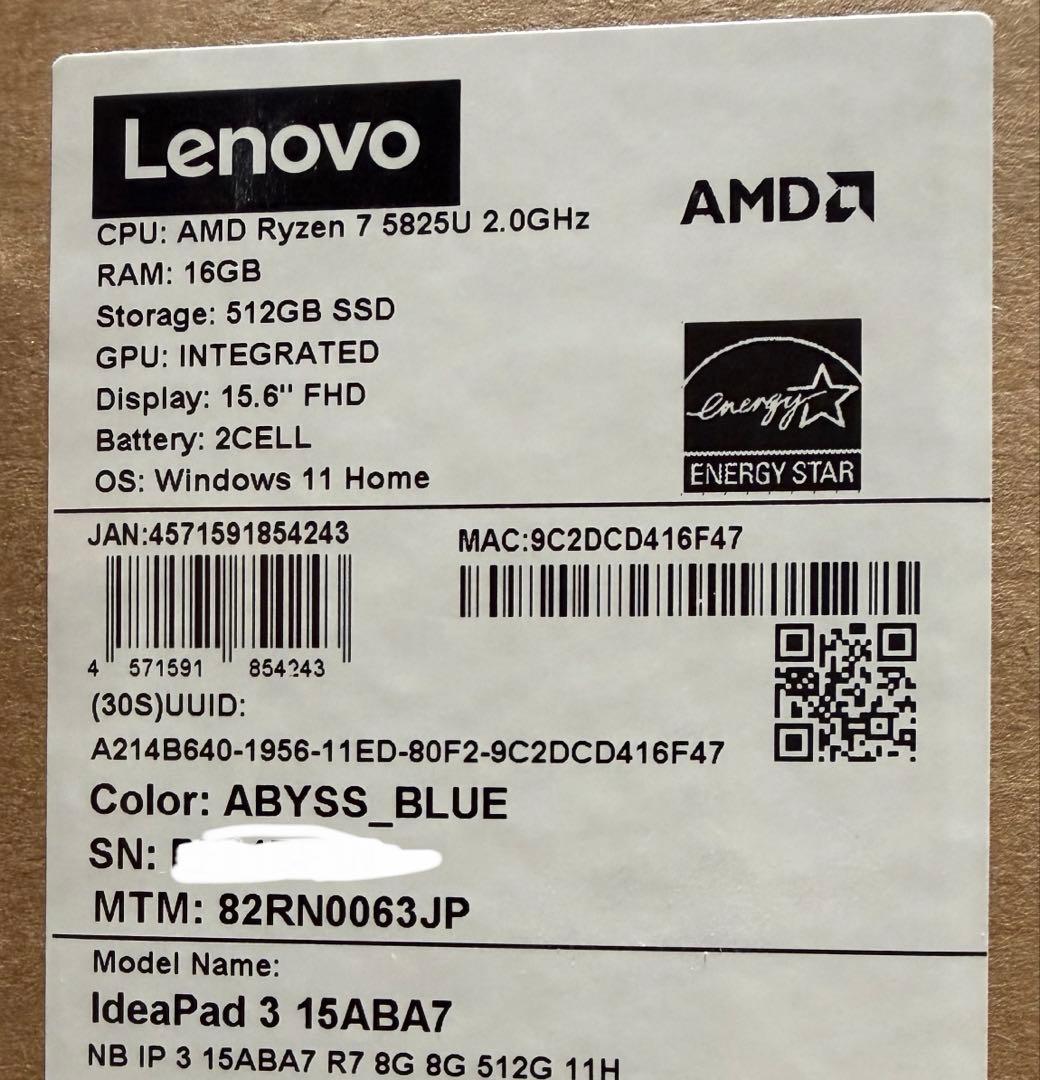 Lenovo
AMD
CPU: AMD Ryzen 7 5825U 2.0GHz
RAM: 16GB
Storage: 512GB SSD
GPU: INTEGRATED
Display: 15.6" FHD
Battery: 2CELL
OS: Windows 11 Home
energy
ENERGY STAR
JAN:4571591854243
MAC:9C2DCD416F47
4 571591 854243
(30S)UUID:
A214B640-1956-11ED-80F2-9C2DCD416F47
Color: ABYSS_BLUE
SN:
MTM: 82RN0063JP
Model Name:
IdeaPad 3 15ABA7
NB IP 3 15ABA7 R7 8G 8G 512G 11H